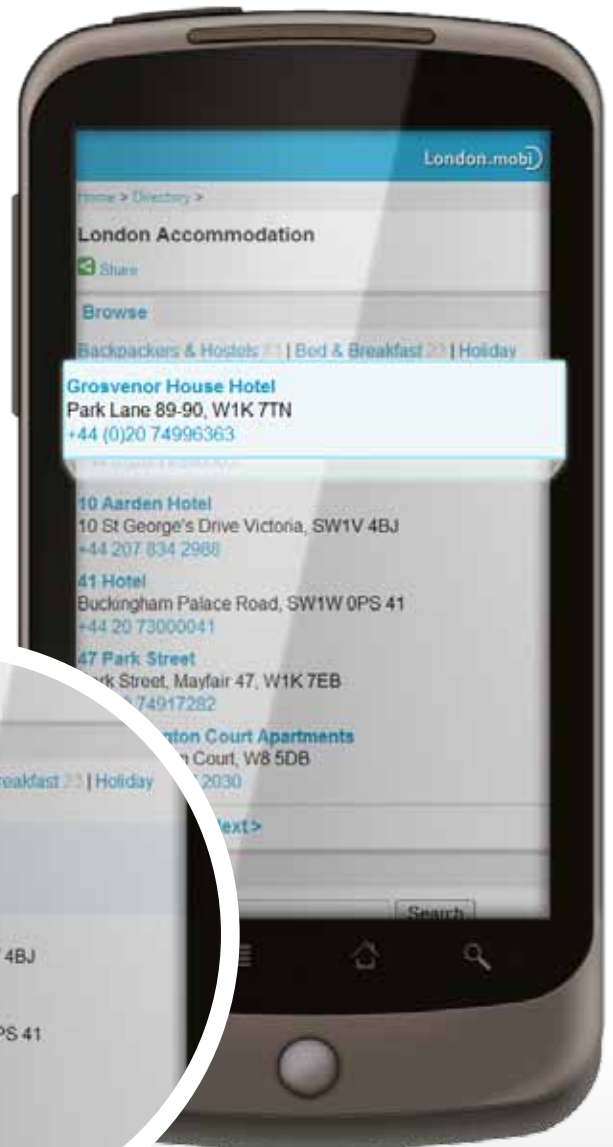 London.mobi
Home > Directory >
London Accommodation
Share
Browse
Backpackers & Hostels | Bed & Breakfast 23 | Holiday
Grosvenor House Hotel
Park Lane 89-90, W1K 7TN
+44 (0)20 74996363
10 Aarden Hotel
10 St George's Drive Victoria, SW1V 4BJ
+44 207 834 2988
41 Hotel
Buckingham Palace Road, SW1W 0PS 41
+44 20 73000041
47 Park Street
Street, Mayfair 47, W1K 7EB
74917282
Court Apartments
Court, W8 5DB
2030
Next>
Search
23 | Holiday
4BJ
41